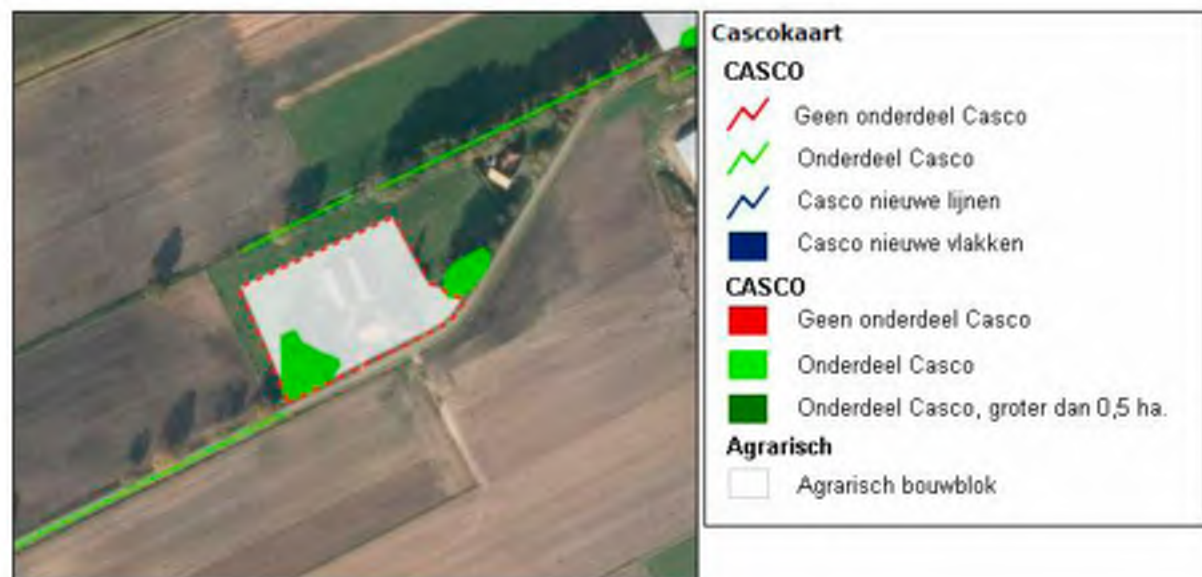 Cascokaart
CASCO
Geen onderdeel Casco
Onderdeel Casco
Casco nieuwe lijnen
Casco nieuwe vlakken
CASCO
Geen onderdeel Casco
Onderdeel Casco
Onderdeel Casco, groter dan 0,5 ha.
Agrarisch
Agrarisch bouwblok